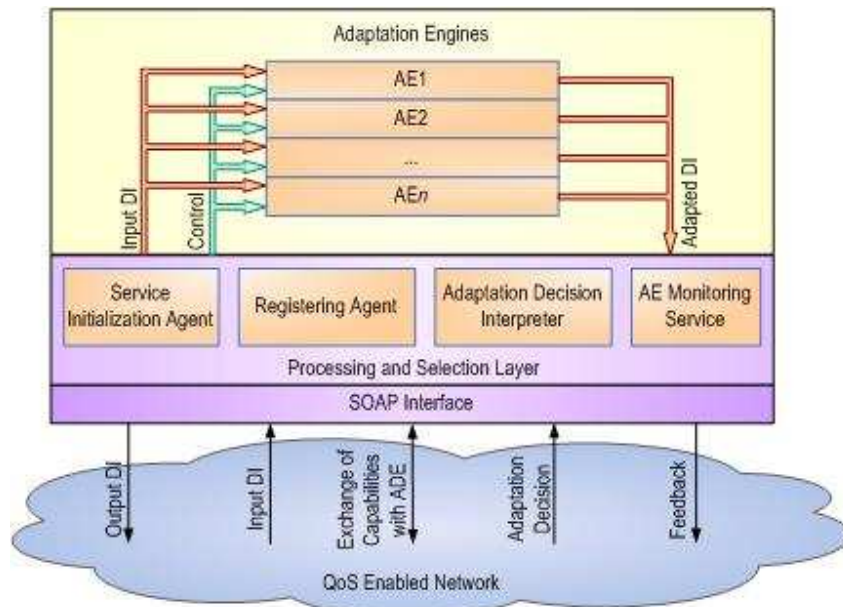 Adaptation Engines
AE1
AE2
...
AEn
Input DI
Control
Adapted DI
Service
Initialization Agent
Registering Agent
Adaptation Decision
Interpreter
AE Monitoring
Service
Processing and Selection Layer
SOAP Interface
Output DI
Input DI
Exchange of
Capabilities
with ADE
Adaptation
Decision
Feedback
QoS Enabled Network